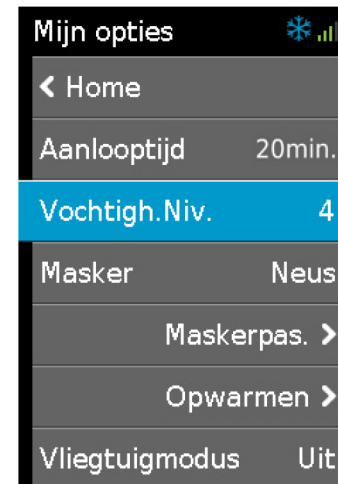 Mijn opties
Home
Aanlooptijd 20min.
Vochtigh.Niv. 4
Masker Neus
Maskerpas.
Opwarmen
Vliegtuigmodus Uit